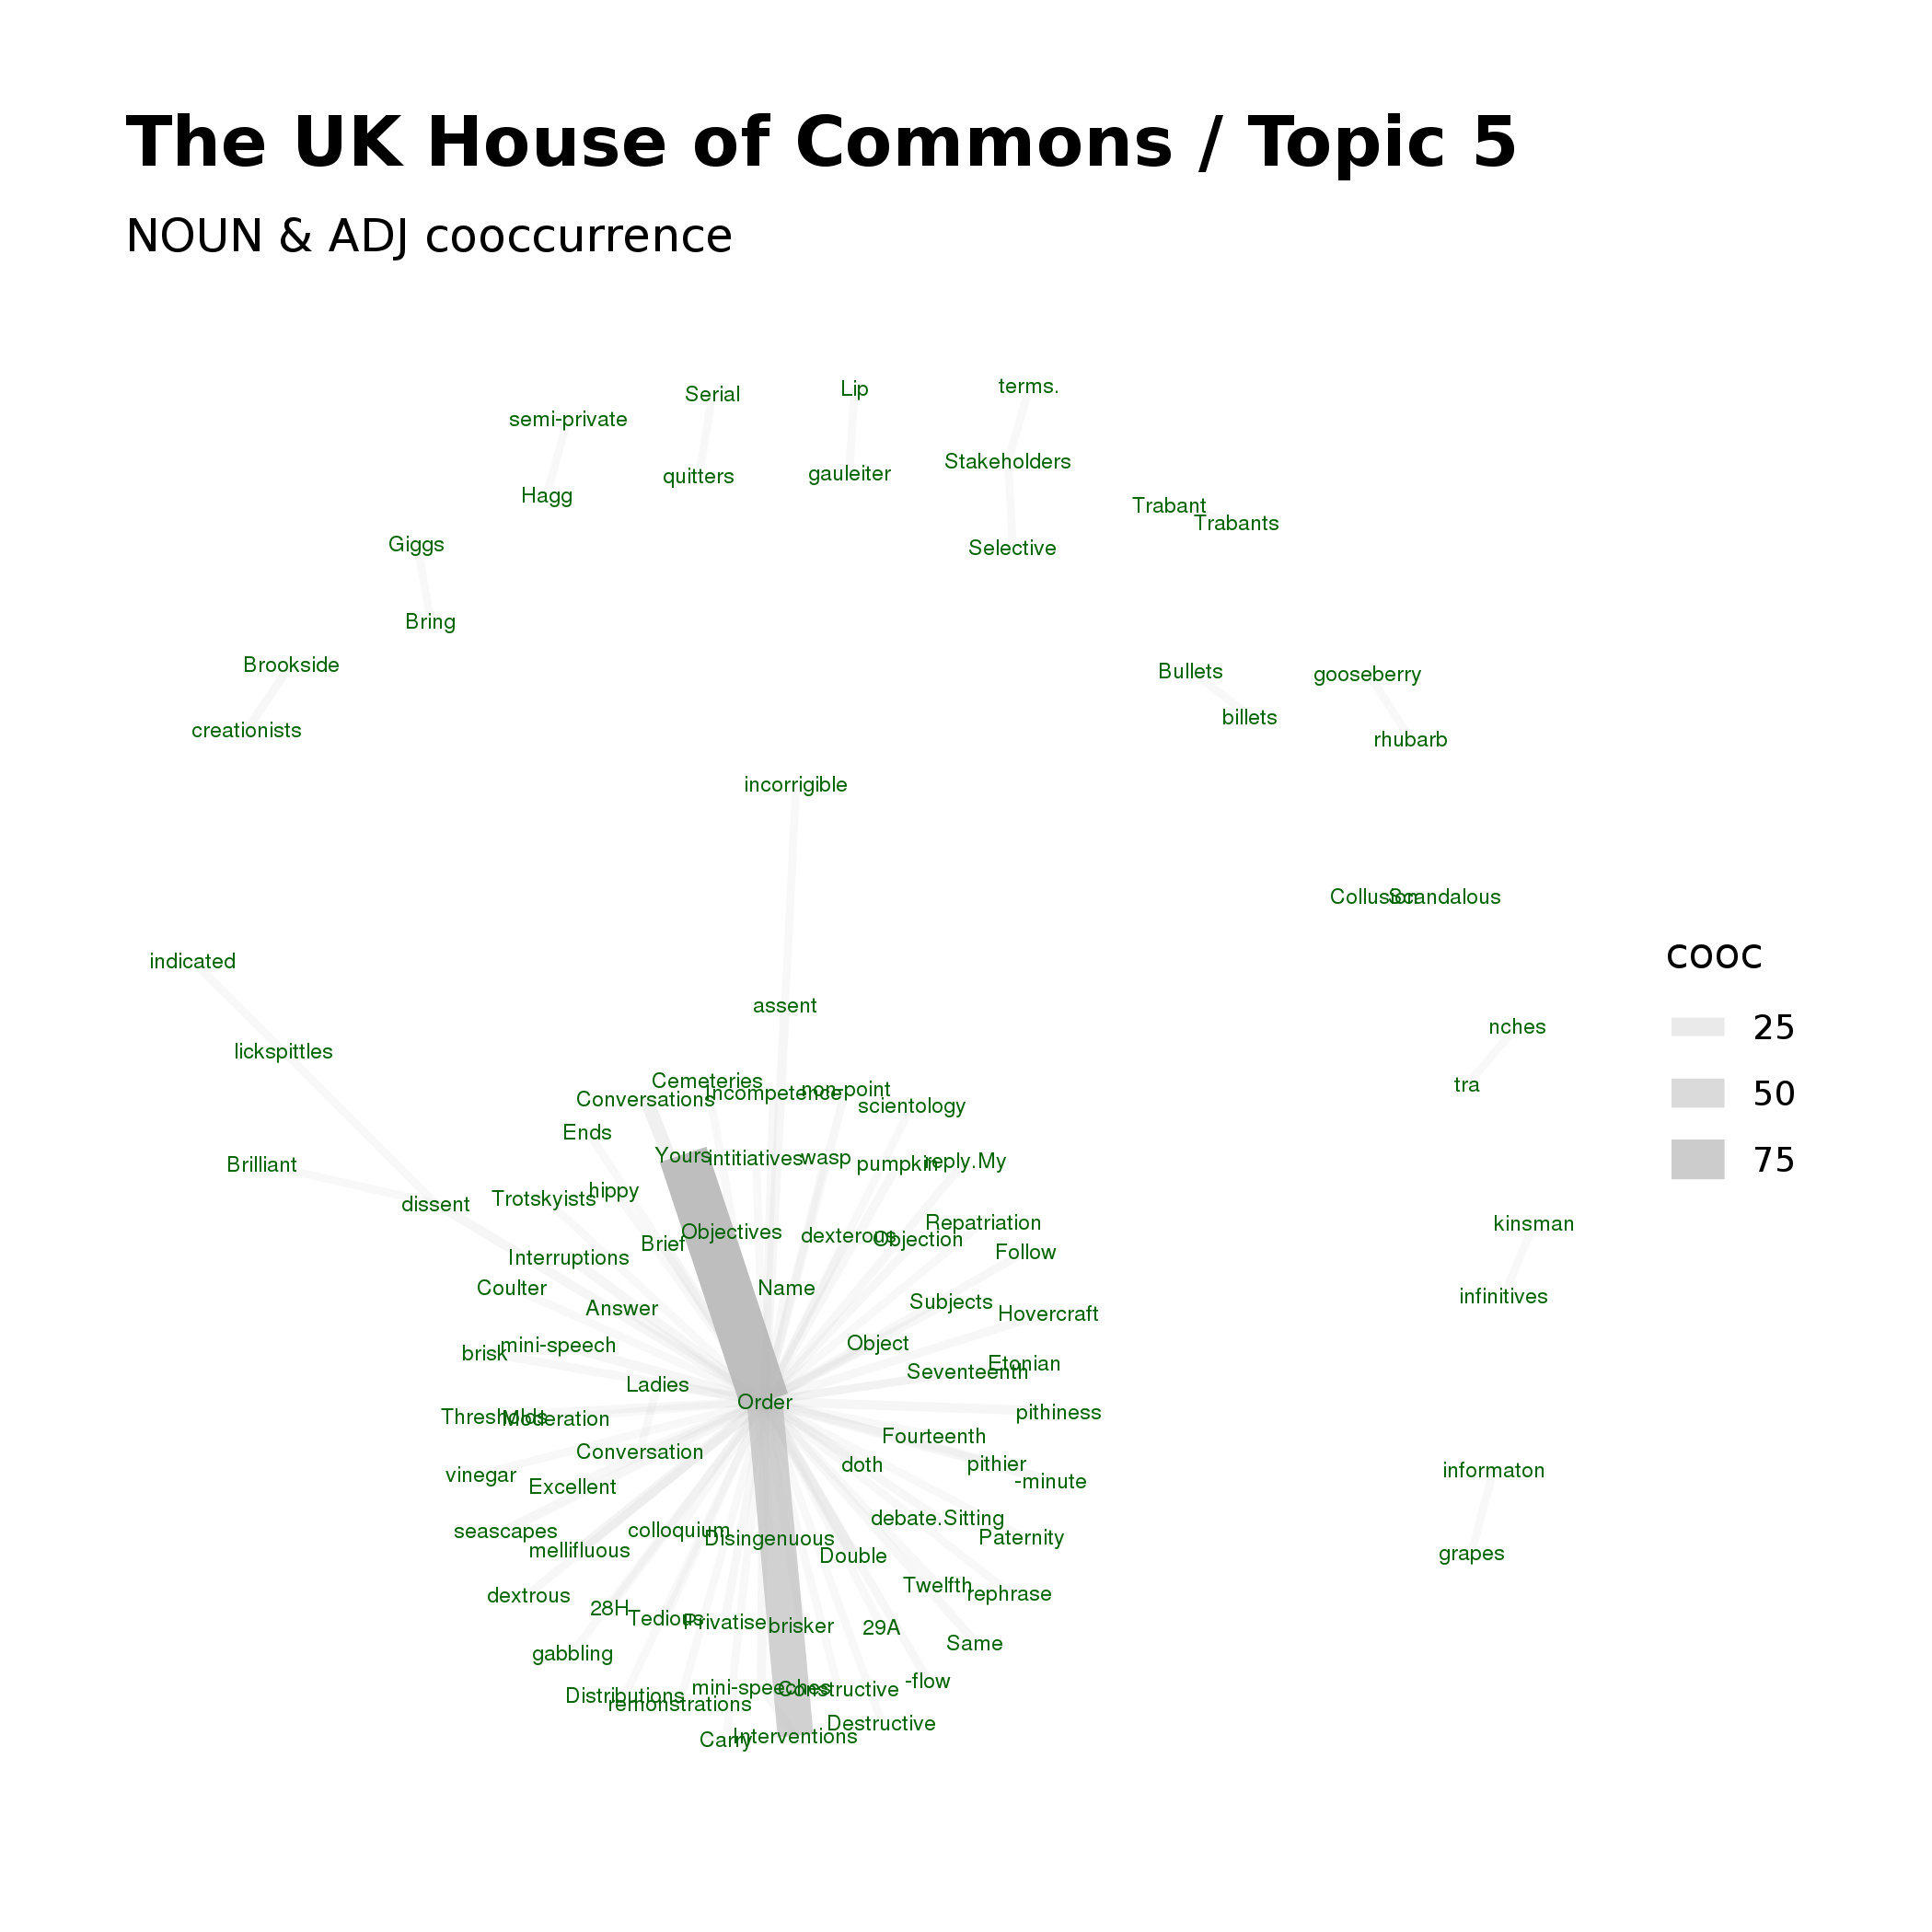 The UK House of Commons / Topic 5
NOUN & ADJ cooccurrence
terms.
Lip
Serial
semi-private
Stakeholders
gauleiter
quitters
Hagg
Trabant
Trabants
Giggs
Selective
Bring
Brookside
Bullets
gooseberry
billets
creationists
rhubarb
incorrigible
Collusion
Scandalous
cooc
indicated
assent
nches
25
lickspittles
Cemeteries
tra
50
non-point
Incompetence
Conversations
scientology
Ends
Yours
intitiatives
wasp
pumpkin
reply.My
75
Brilliant
hippy
Trotskyists
dissent
Repatriation
kinsman
Objectives
dexterous
Objection
Brief
Follow
Interruptions
Coulter
Name
infinitives
Subjects
Answer
Hovercraft
Object
mini-speech
brisk
Etonian
Seventeenth
Ladies
Order
pithiness
Thresholds
Moderation
Fourteenth
Conversation
doth
pithier
informaton
vinegar
-minute
Excellent
debate.Sitting
seascapes
colloquium
Disingenuous
Paternity
mellifluous
Double
grapes
Twelfth
rephrase
dextrous
28H
Tedious
Privatise
brisker
29A
Same
gabbling
-flow
mini-speeches
Constructive
Distributions
remonstrations
Destructive
Carry
Interventions